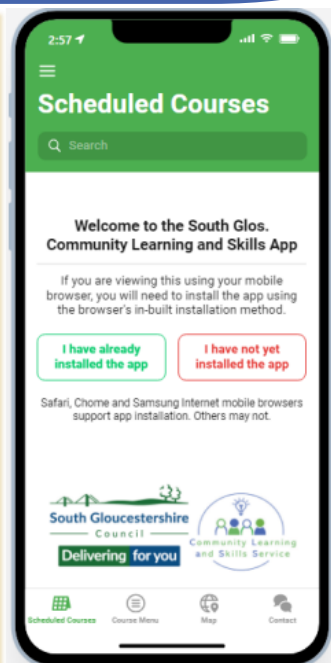 2:57
Scheduled Courses
Search
Welcome to the South Glos.
Community Learning and Skills App
If you are viewing this using your mobile
browser, you will need to install the app using
the browser's in-built installation method.
I have already
installed the app
I have not yet
installed the app
Safari, Chome and Samsung Internet mobile browsers
support app installation. Others may not.
South Gloucestershire
Council
Delivering for you
Community Learning
and Skills Service
Scheduled Courses
Course Menu
Map
Contact